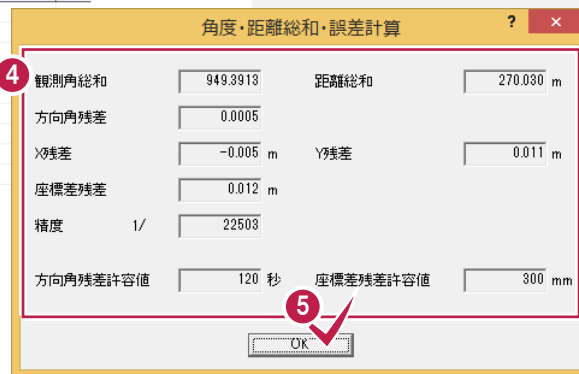 角度・距離総和・誤差計算 ? ×
4
観測角総和 949.3913 距離総和 270.030 m
方向角残差 0.0005
X残差 -0.005 m Y残差 0.011 m
座標差残差 0.012 m
精度 1/ 22503
方向角残差許容値 120 秒 座標差残差許容値 300 mm
5
OK